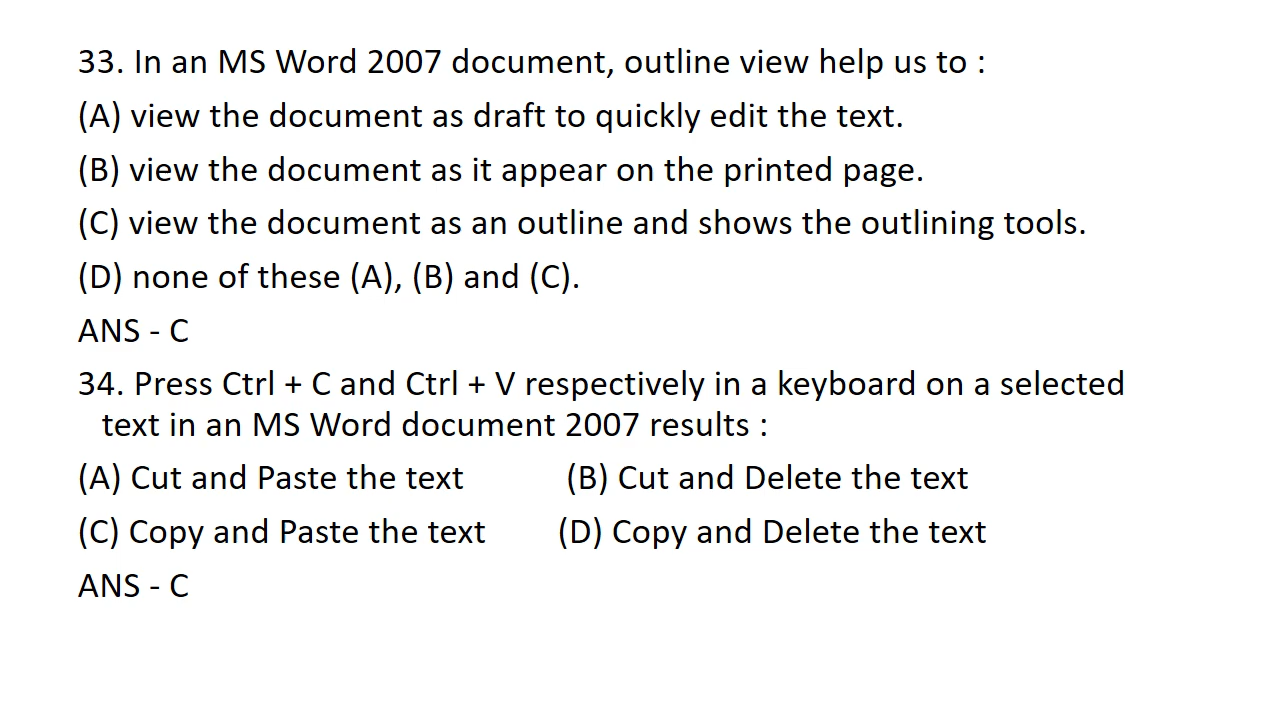 33. In an MS Word 2007 document, outline view help us to :
(A) view the document as draft to quickly edit the text.
(B) view the document as it appear on the printed page.
(C) view the document as an outline and shows the outlining tools.
(D) none of these (A), (B) and (C).
ANS - C
34. Press Ctrl + C and Ctrl + V respectively in a keyboard on a selected
text in an MS Word document 2007 results :
(A) Cut and Paste the text (B) Cut and Delete the text
(C) Copy and Paste the text (D) Copy and Delete the text
ANS - C